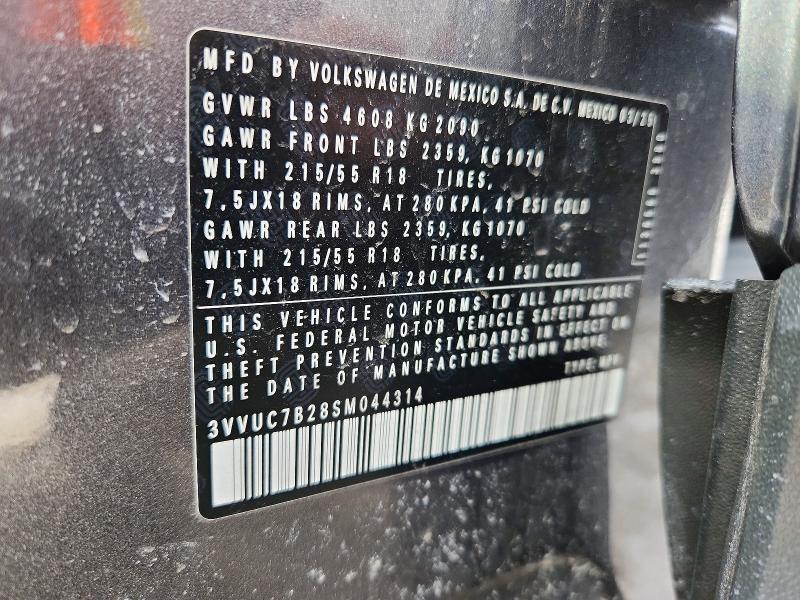 MFD BY VOLKSWAGEN DE MEXICO S.A. DE C.V. MEXICO 03/25
GVWR LBS 4608 KG 2090
GAWR FRONT LBS 2359, KG 1070
WITH 215/55 R18 TIRES,
7,5JX18 RIMS, AT 280 KPA, 41 PSI COLD
GAWR REAR LBS 2359, KG 1070
WITH 215/55 R18 TIRES,
7,5JX18 RIMS, AT 280 KPA, 41 PSI COLD
THIS VEHICLE CONFORMS TO ALL APPLICABLE
U.S. FEDERAL MOTOR VEHICLE SAFETY AND
THEFT PREVENTION STANDARDS IN EFFECT ON
THE DATE OF MANUFACTURE SHOWN ABOVE.
TYPE:
3VVUC7B28SM044314